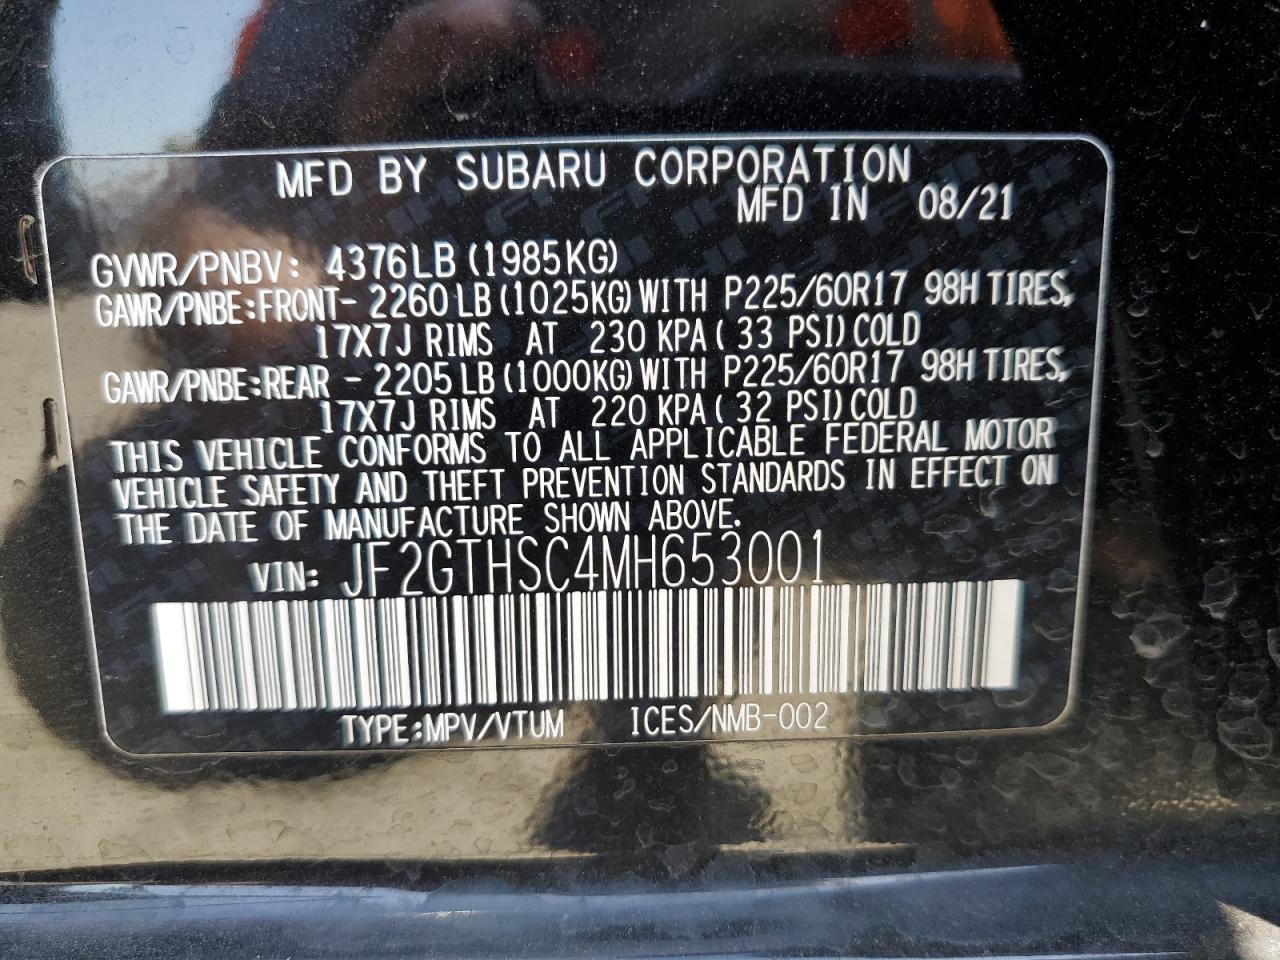 MFD BY SUBARU CORPORATION
MFD IN 08/21
GVWR/PNBV: 4376LB (1985KG)
GAWR/PNBE:FRONT- 2260 LB (1025KG) WITH P225/60R17 98H TIRES,
17X7J RIMS AT 230 KPA ( 33 PSI) COLD
GAWR/PNBE:REAR - 2205 LB (1000KG) WITH P225/60R17 98H TIRES,
17X7J RIMS AT 220 KPA ( 32 PSI) COLD
THIS VEHICLE CONFORMS TO ALL APPLICABLE FEDERAL MOTOR
VEHICLE SAFETY AND THEFT PREVENTION STANDARDS IN EFFECT ON
THE DATE OF MANUFACTURE SHOWN ABOVE.
VIN: JF2GTHSC4MH653001
TYPE:MPV/VTUM ICES/NMB-002